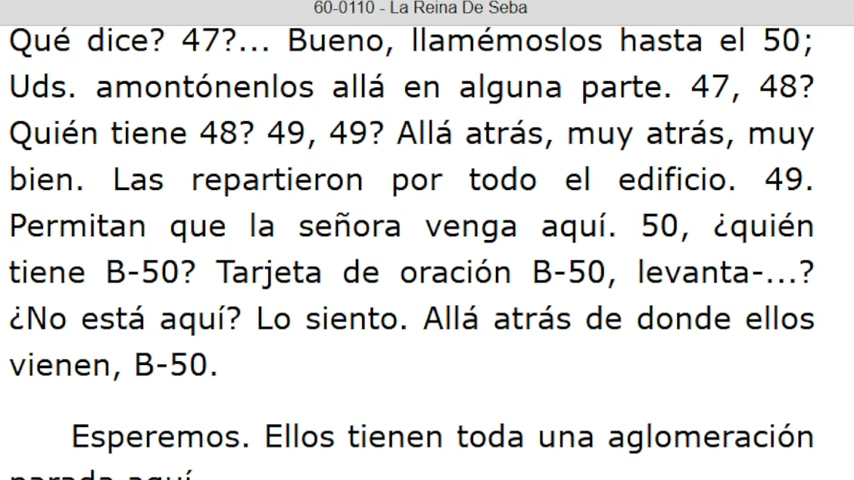 60-0110 - La Reina De Seba
Qué dice? 47?... Bueno, llamémoslos hasta el 50;
Uds. amontónenlos allá en alguna parte. 47, 48?
Quién tiene 48? 49, 49? Allá atrás, muy atrás, muy
bien. Las repartieron por todo el edificio. 49.
Permitan que la señora venga aquí. 50, ¿quién
tiene B-50? Tarjeta de oración B-50, levanta-...?
¿No está aquí? Lo siento. Allá atrás de donde ellos
vienen, B-50.
Esperemos. Ellos tienen toda una aglomeración
parada aquí